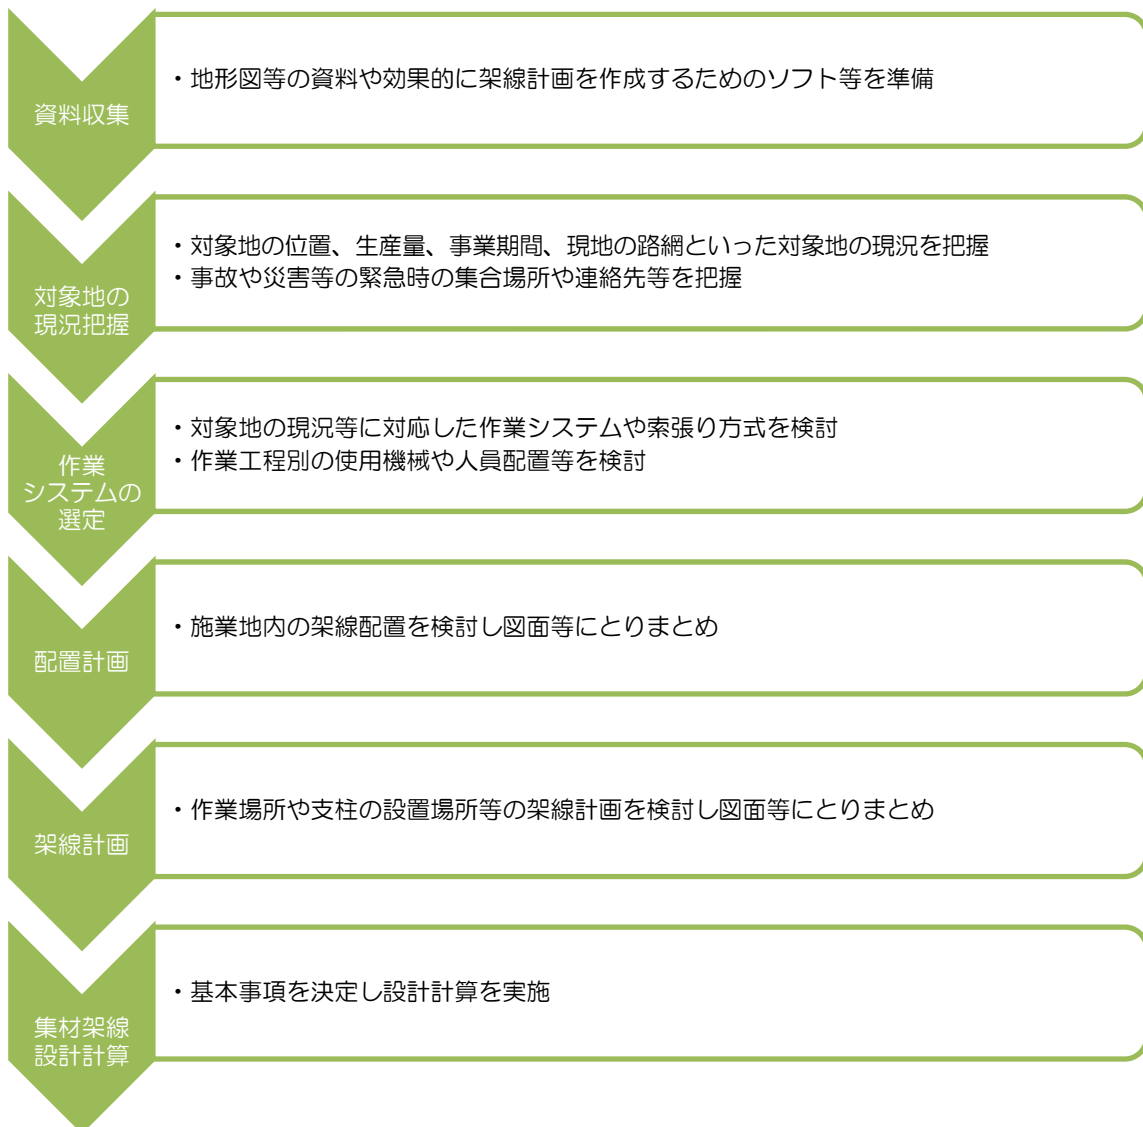 資料収集
・地形図等の資料や効果的に架線計画を作成するためのソフト等を準備
対象地の
現況把握
・対象地の位置、生産量、事業期間、現地の路網といった対象地の現況を把握
・事故や災害等の緊急時の集合場所や連絡先等を把握
作業
システムの
選定
・対象地の現況等に対応した作業システムや索張り方式を検討
・作業工程別の使用機械や人員配置等を検討
配置計画
・施業地内の架線配置を検討し図面等にとりまとめ
架線計画
・作業場所や支柱の設置場所等の架線計画を検討し図面等にとりまとめ
集材架線
設計計算
・基本事項を決定し設計計算を実施